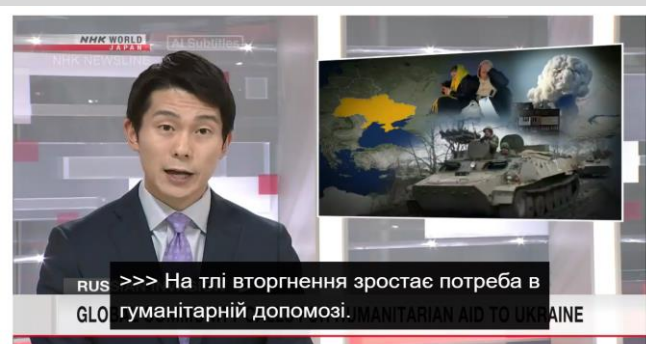 NHK WORLD
JAPAN
[AI Subtitles]
NHK NEWSLINE
RUS
>>> На тлі вторгнення зростає потреба в
гуманітарній допомозі.
GLO
HUMANITARIAN AID TO UKRAINE